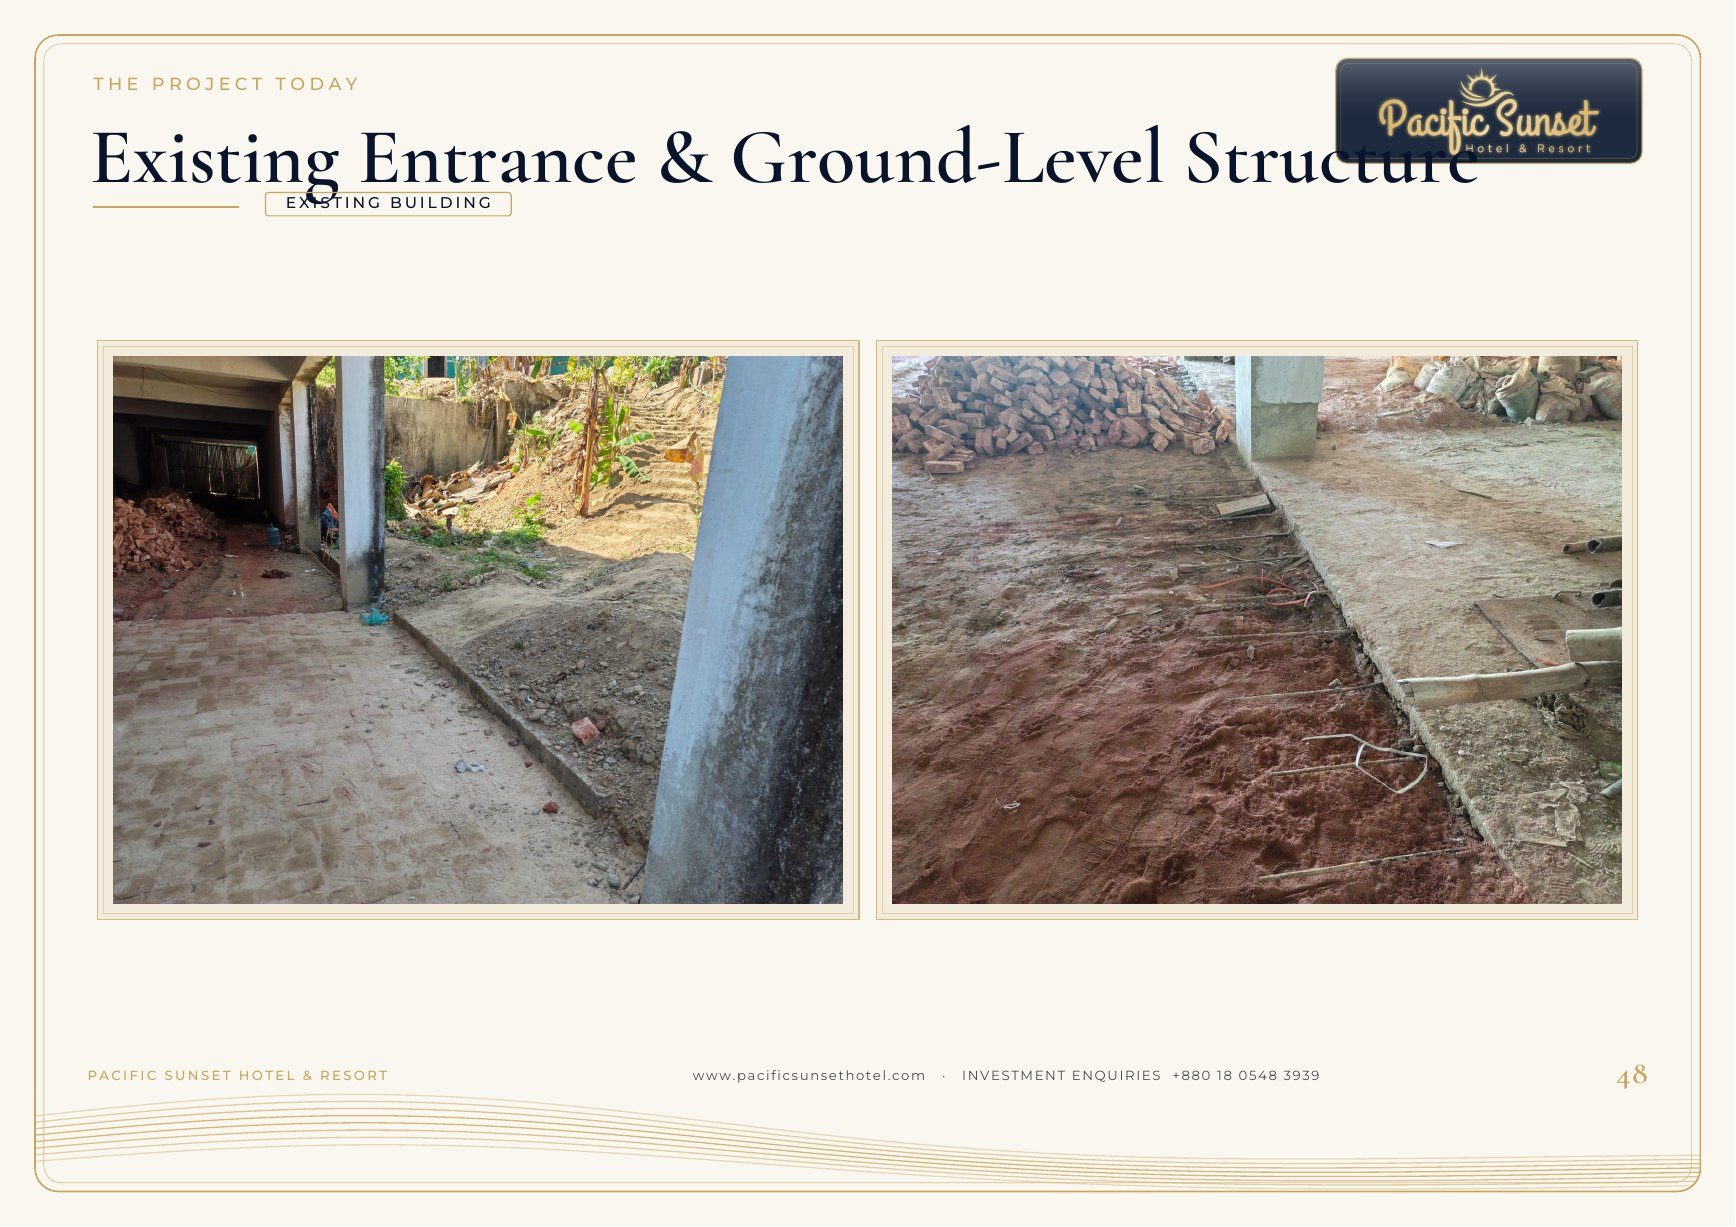 THE PROJECT TODAY
Pacific Sunset
Hotel & Resort
Existing Entrance & Ground-Level Structure
EXISTING BUILDING
PACIFIC SUNSET HOTEL & RESORT
www.pacificsunsethotel.com · INVESTMENT ENQUIRIES +880 18 0548 3939
48